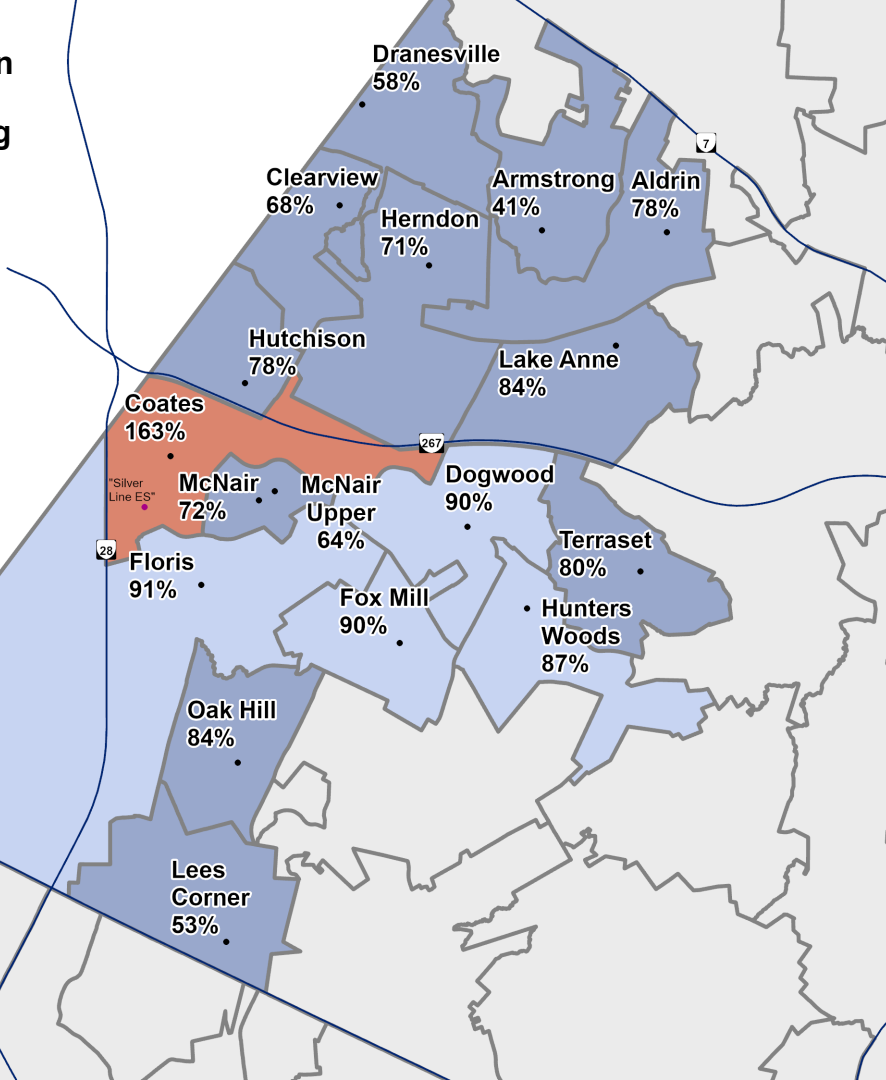 n
g
Dranesville
58%
7
Clearview
68%
Armstrong
41%
Aldrin
78%
Herndon
71%
Hutchison
78%
Lake Anne
84%
Coates
163%
267
"Silver
Line ES"
McNair
72%
McNair
Upper
64%
Dogwood
90%
28
Floris
91%
Terraset
80%
Fox Mill
90%
Hunters
Woods
87%
Oak Hill
84%
Lees
Corner
53%